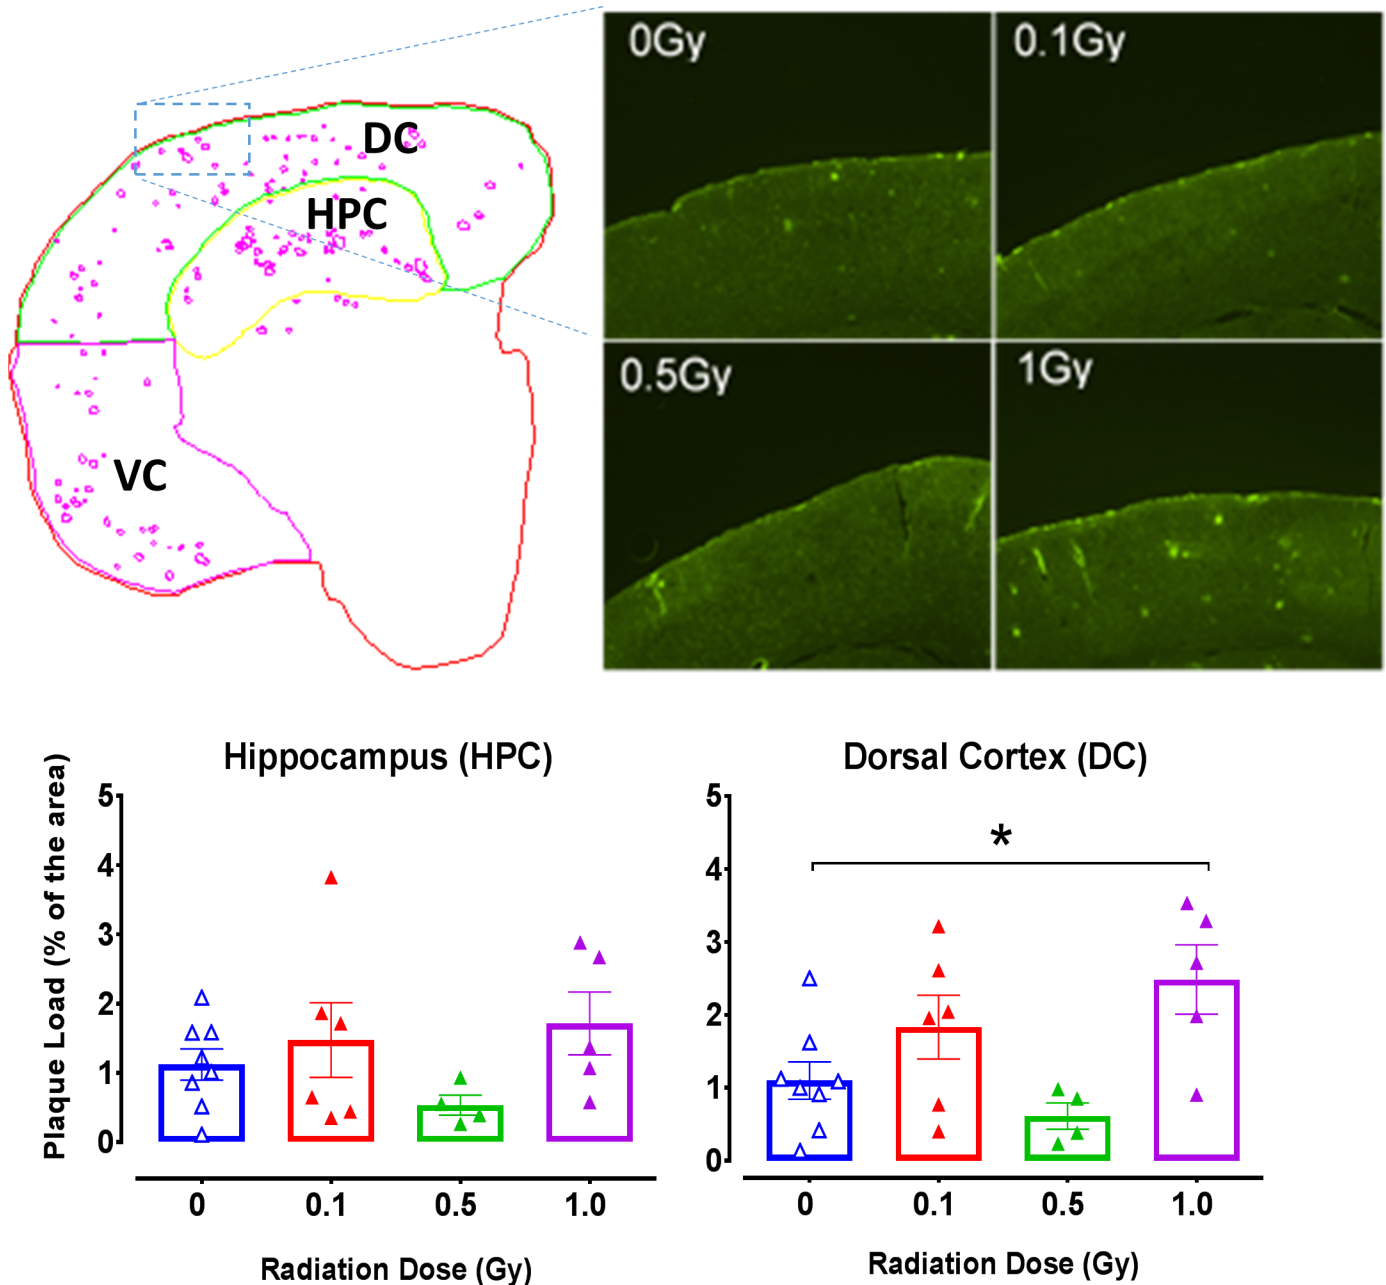 DC
HPC
VC
0Gy
0.1Gy
0.5Gy
1Gy
Hippocampus (HPC)
Plaque Load (% of the area)
5
4
3
2
1
0
0 0.1 0.5 1.0
Radiation Dose (Gy)
Dorsal Cortex (DC)
*
5
4
3
2
1
0
0 0.1 0.5 1.0
Radiation Dose (Gy)